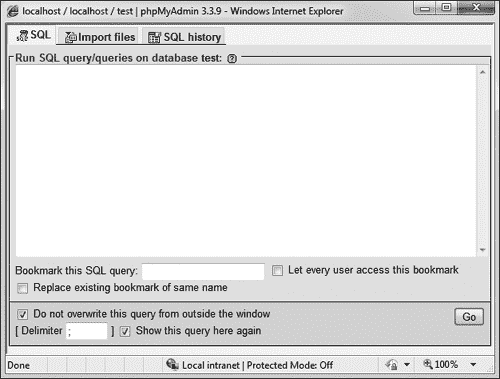 localhost / localhost / test | phpMyAdmin 3.3.9 - Windows Internet Explorer
SQL Import files SQL history
Run SQL query/queries on database test:
Bookmark this SQL query: Let every user access this bookmark
Replace existing bookmark of same name
Do not overwrite this query from outside the window
Go
[ Delimiter ; ] Show this query here again
Done Local intranet | Protected Mode: Off 100%